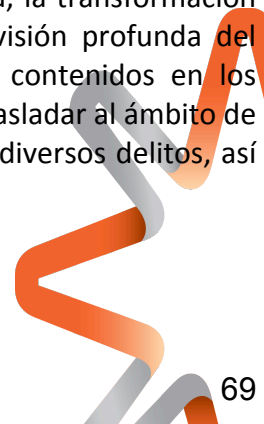 la transformación
visión profunda del
contenidos en los
asladar al ámbito de
diversos delitos, así
69